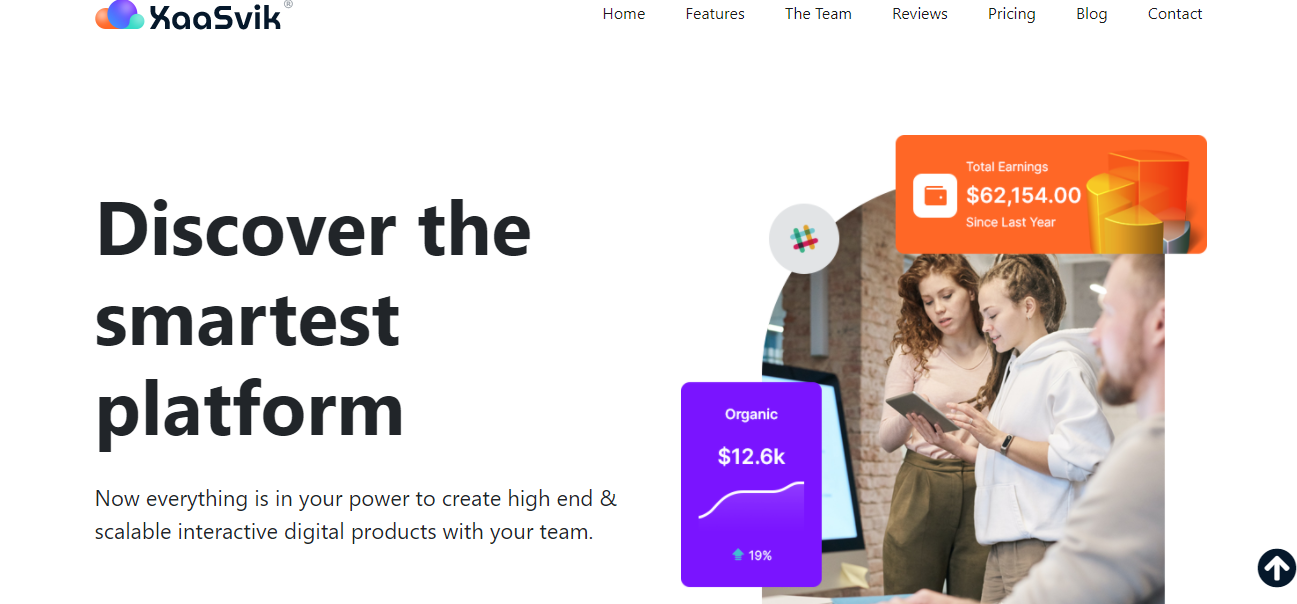 XaaSvik®
Home Features The Team Reviews Pricing Blog Contact
Discover the
smartest
platform
Now everything is in your power to create high end &
scalable interactive digital products with your team.
Total Earnings
$62,154.00
Since Last Year
Organic
$12.6k
19%